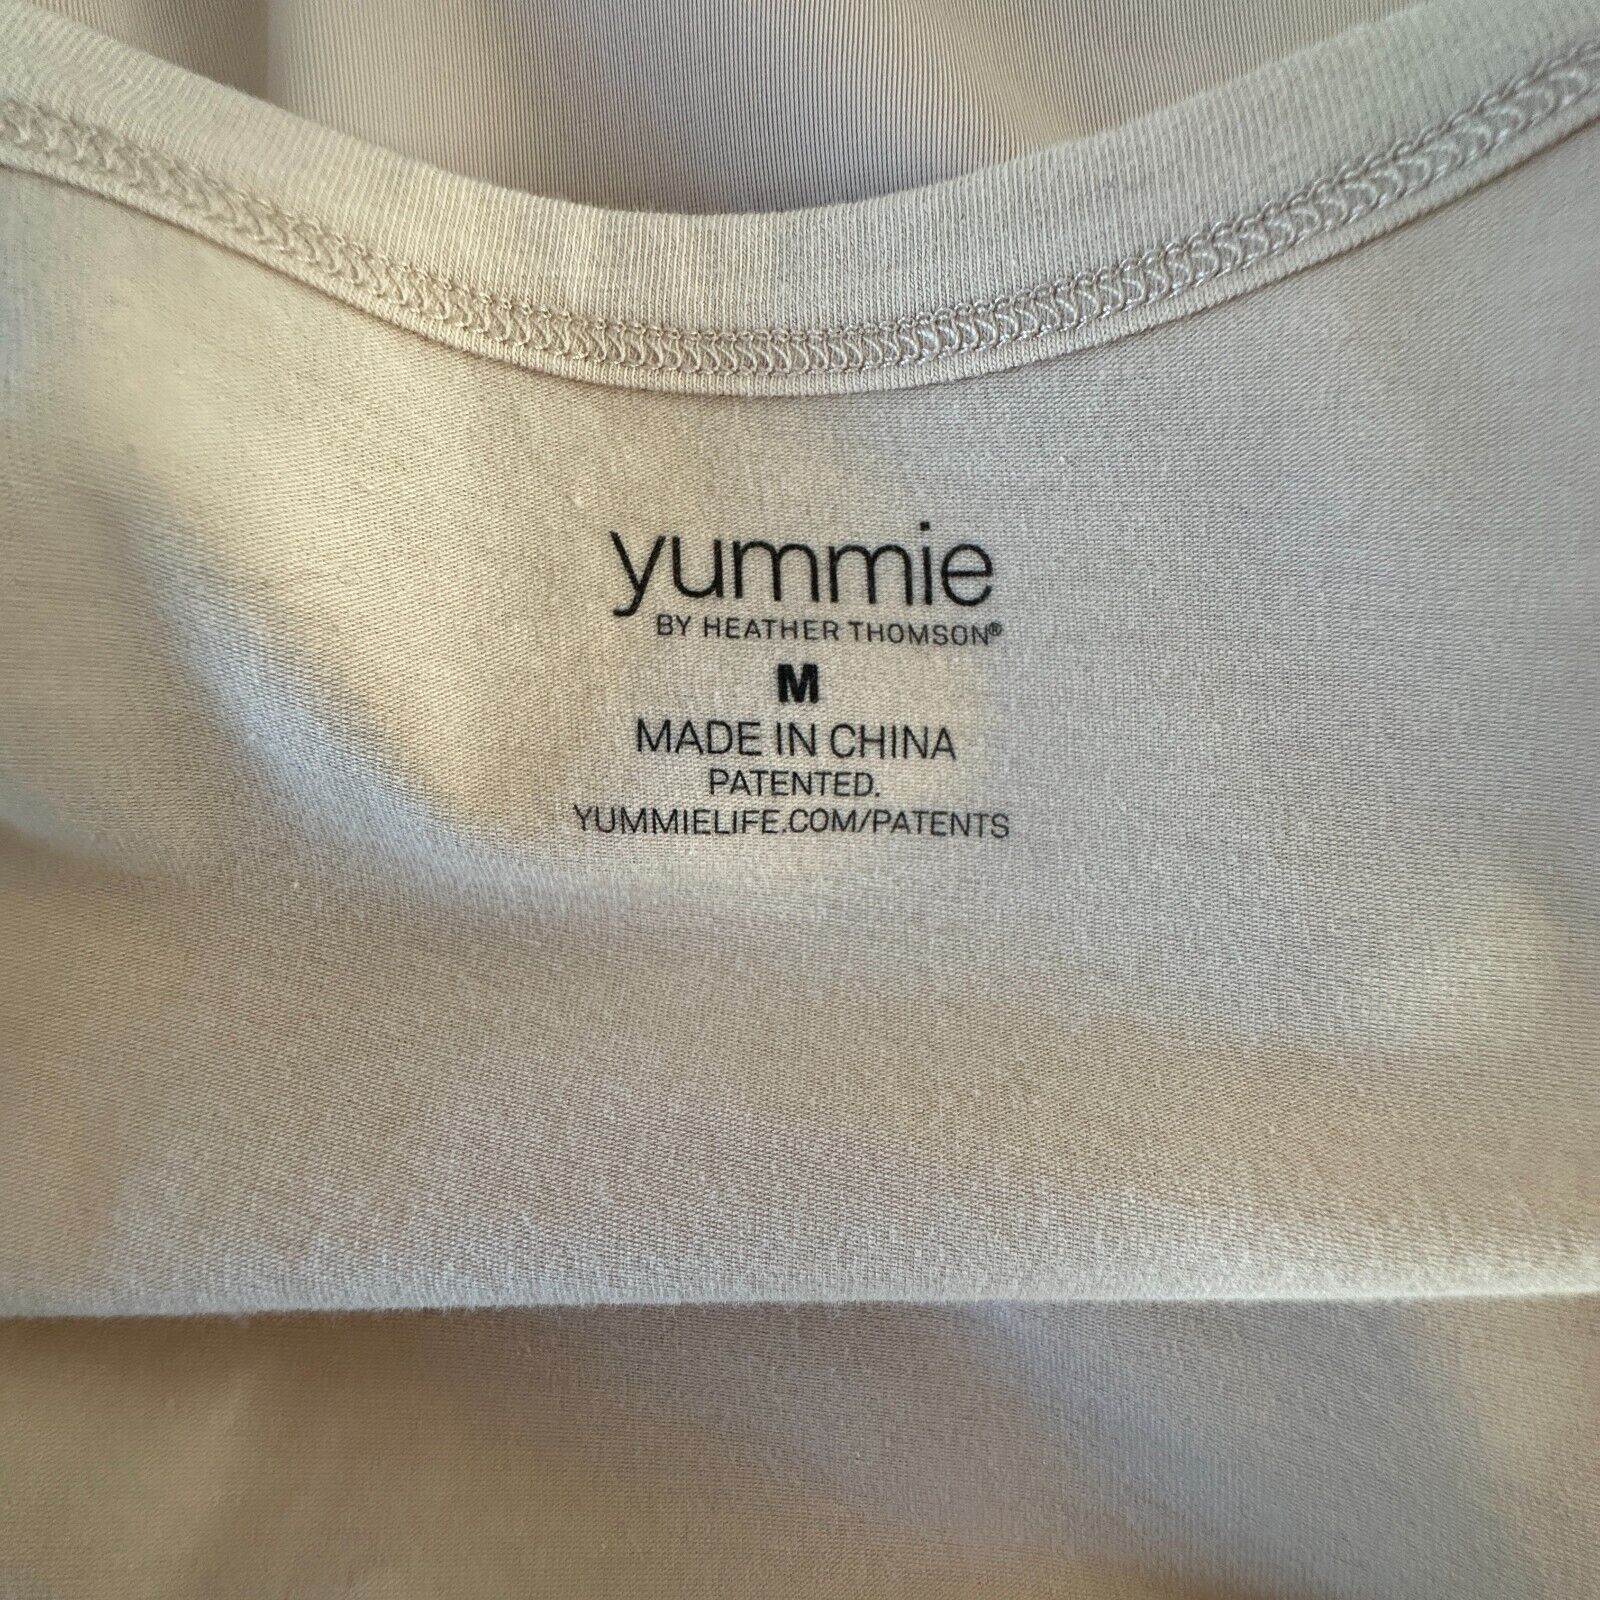 yummie
BY HEATHER THOMSON®
M
MADE IN CHINA
PATENTED.
YUMMIELIFE.COM/PATENTS